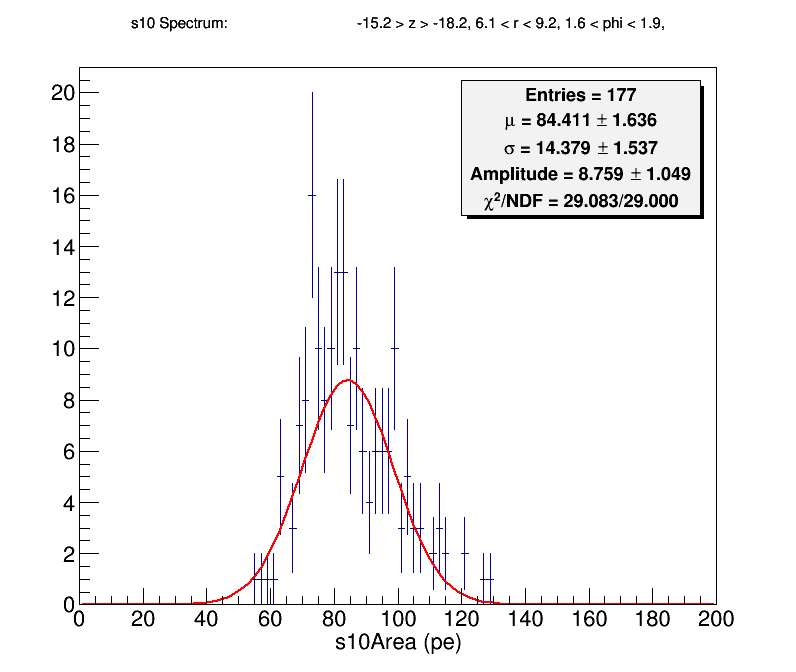 s10 Spectrum: -15.2 > z > -18.2, 6.1 < r < 9.2, 1.6 < phi < 1.9,
Entries = 177
μ = 84.411 ± 1.636
σ = 14.379 ± 1.537
Amplitude = 8.759 ± 1.049
χ²/NDF = 29.083/29.000
20
18
16
14
12
10
8
6
4
2
0
0 20 40 60 80 100 120 140 160 180 200
s10Area (pe)